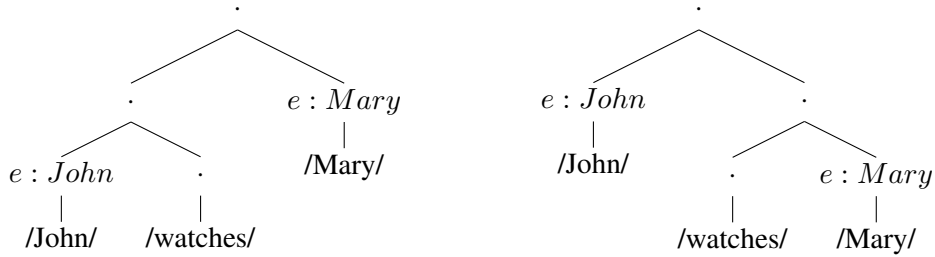 · ·
· e : Mary e : John ·
/Mary/ /John/
e : John · · e : Mary
/John/ /watches/ /watches/ /Mary/